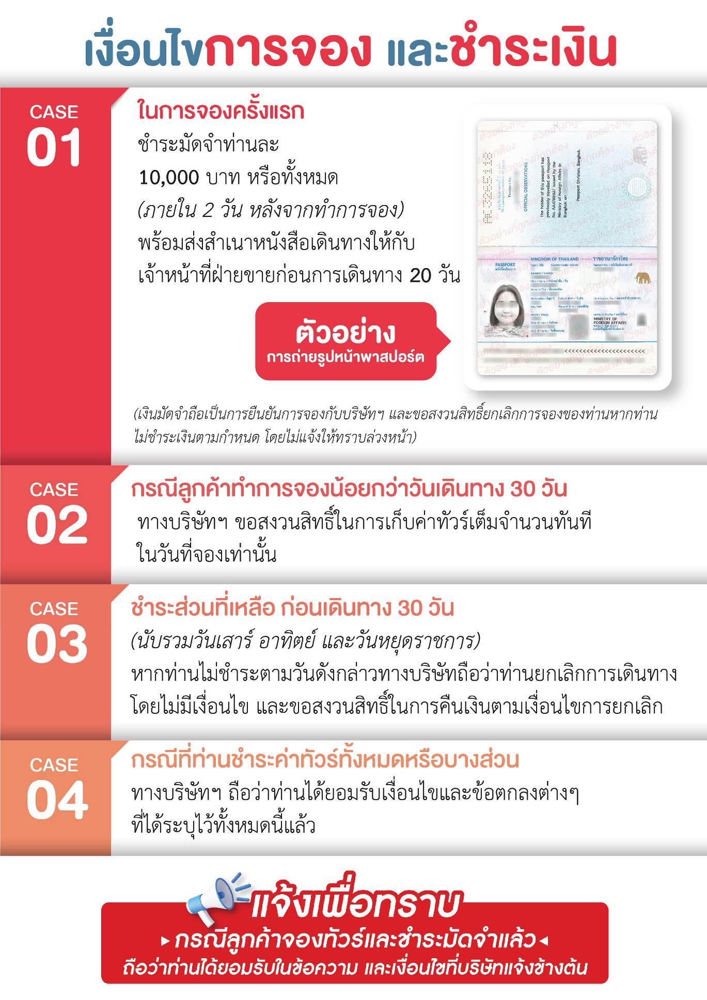 เงื่อนไขการจอง และชำระเงิน
CASE
01
ในการจองครั้งแรก
ชำระมัดจำท่านละ
10,000 บาท หรือทั้งหมด
(ภายใน 2 วัน หลังจากทำการจอง)
พร้อมส่งสำเนาหนังสือเดินทางให้กับ
เจ้าหน้าที่ฝ่ายขายก่อนการเดินทาง 20 วัน
ตัวอย่าง
การถ่ายรูปหน้าพาสปอร์ต
OFFICIAL OBSERVATIONS
The holder of this passport has
previously travelled on Passport
issued by the
Ministry of Foreign Affairs in
Bangkok on
Passport Division, Bangkok.
KINGDOM OF THAILAND ราชอาณาจักรไทย
PASSPORT
หนังสือเดินทาง
MINISTRY OF
FOREIGN AFFAIRS
(เงินมัดจำถือเป็นการยืนยันการจองกับบริษัทฯ และขอสงวนสิทธิ์ยกเลิกการจองของท่านหากท่าน
ไม่ชำระเงินตามกำหนด โดยไม่แจ้งให้ทราบล่วงหน้า)
CASE
02
กรณีลูกค้าทำการจองน้อยกว่าวันเดินทาง 30 วัน
ทางบริษัทฯ ขอสงวนสิทธิ์ในการเก็บค่าทัวร์เต็มจำนวนทันที
ในวันที่จองเท่านั้น
CASE
03
ชำระส่วนที่เหลือ ก่อนเดินทาง 30 วัน
(นับรวมวันเสาร์ อาทิตย์ และวันหยุดราชการ)
หากท่านไม่ชำระตามวันดังกล่าวทางบริษัทถือว่าท่านยกเลิกการเดินทาง
โดยไม่มีเงื่อนไข และขอสงวนสิทธิ์ในการคืนเงินตามเงื่อนไขการยกเลิก
CASE
04
กรณีที่ท่านชำระค่าทัวร์ทั้งหมดหรือบางส่วน
ทางบริษัทฯ ถือว่าท่านได้ยอมรับเงื่อนไขและข้อตกลงต่างๆ
ที่ได้ระบุไว้ทั้งหมดนี้แล้ว
แจ้งเพื่อทราบ
กรณีลูกค้าจองทัวร์และชำระมัดจำแล้ว
ถือว่าท่านได้ยอมรับในข้อความ และเงื่อนไขที่บริษัทแจ้งข้างต้น